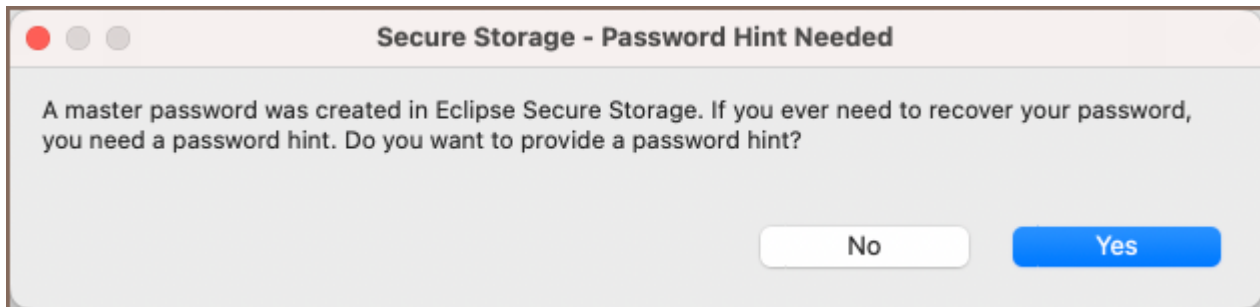 Secure Storage - Password Hint Needed
A master password was created in Eclipse Secure Storage. If you ever need to recover your password,
you need a password hint. Do you want to provide a password hint?
No
Yes